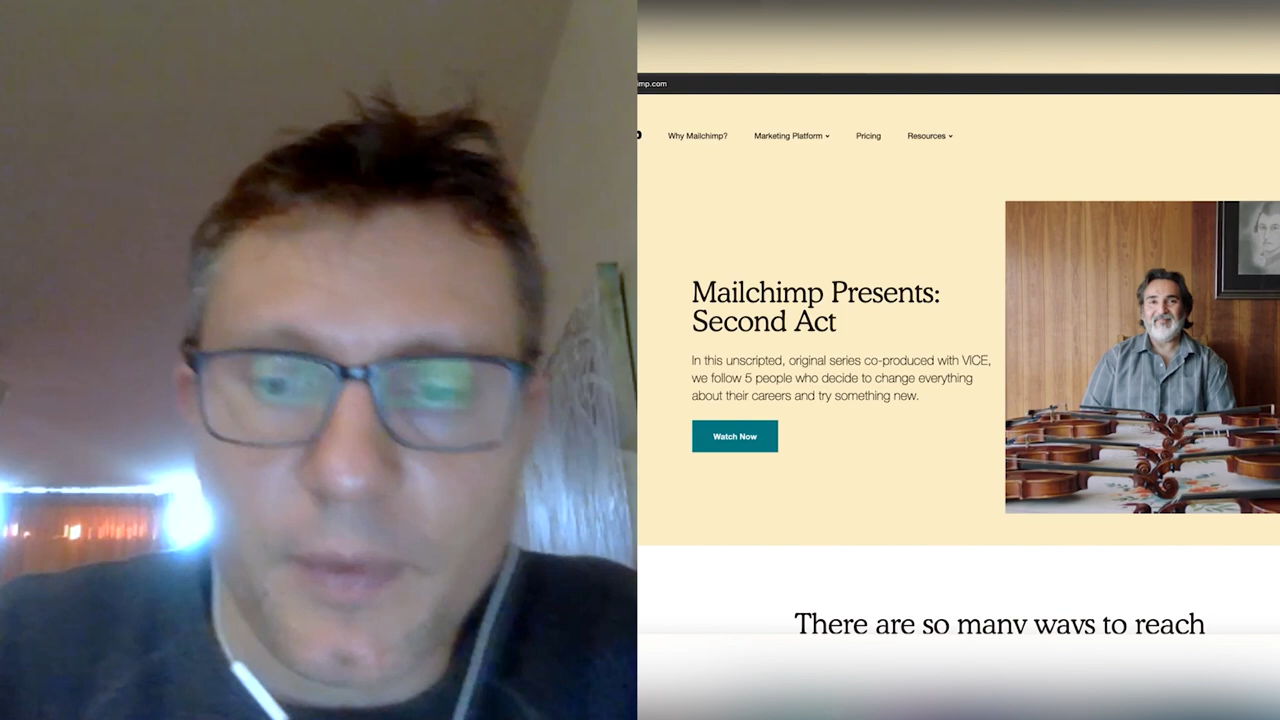 imp.com
Why Mailchimp?
Marketing Platform
Pricing
Resources
Mailchimp Presents:
Second Act
In this unscripted, original series co-produced with VICE,
we follow 5 people who decide to change everything
about their careers and try something new.
Watch Now
There are so many ways to reach